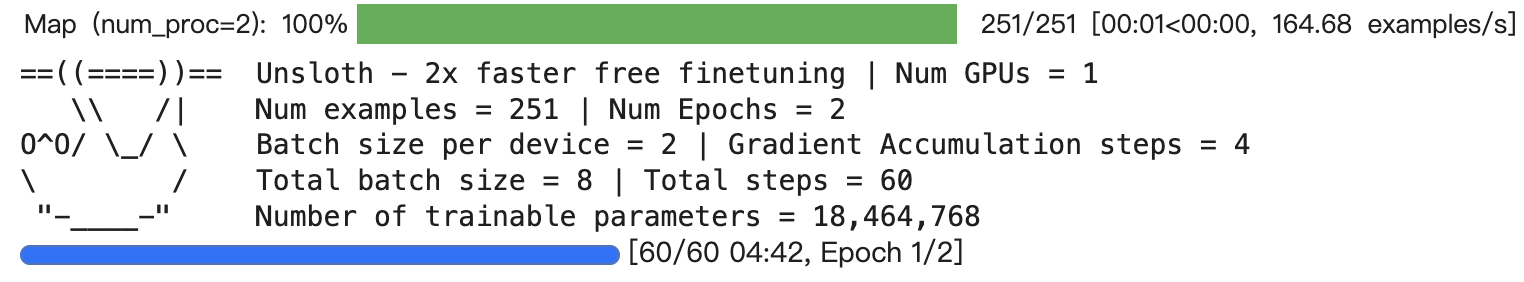 Map (num_proc=2): 100% 251/251 [00:01<00:00, 164.68 examples/s]
==((====))==  Unsloth – 2x faster free finetuning | Num GPUs = 1
   \\   /|    Num examples = 251 | Num Epochs = 2
O^O/ \_/ \    Batch size per device = 2 | Gradient Accumulation steps = 4
\        /    Total batch size = 8 | Total steps = 60
 "-____-"     Number of trainable parameters = 18,464,768
[60/60 04:42, Epoch 1/2]